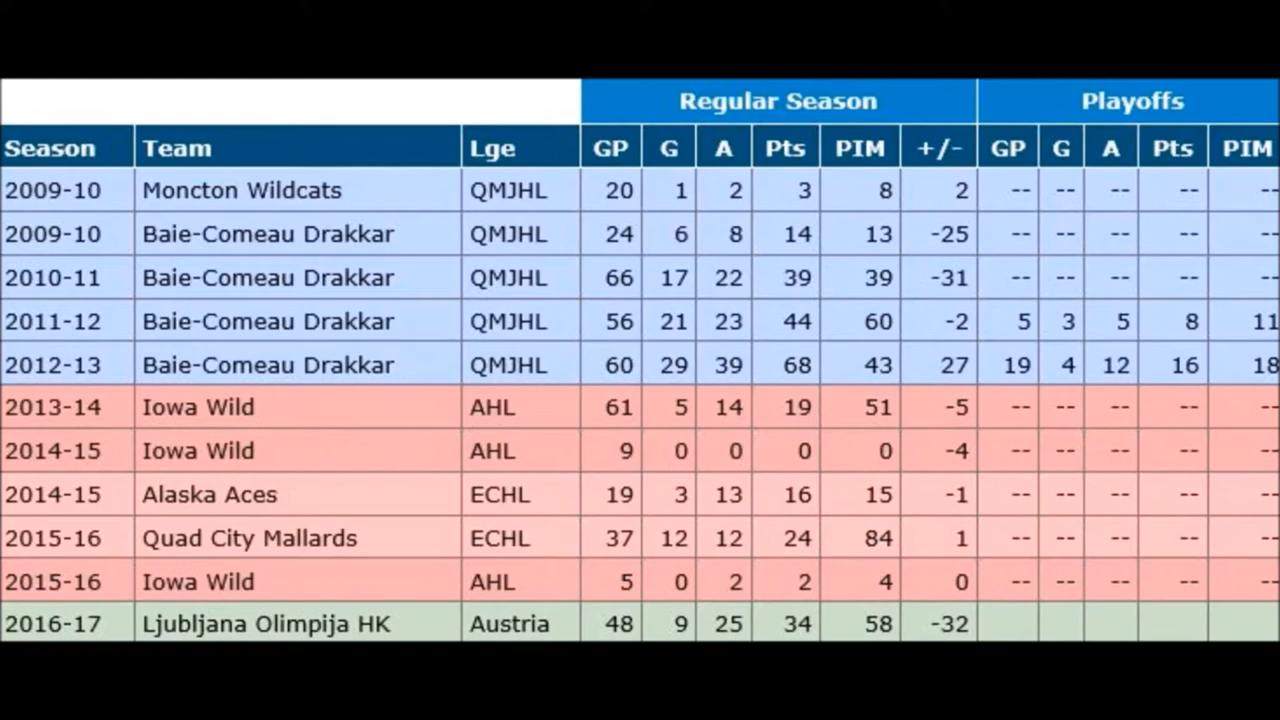 Regular Season Playoffs
Season Team Lge GP G A Pts PIM +/- GP G A Pts PIM
2009-10 Moncton Wildcats QMJHL 20 1 2 3 8 2 -- -- -- -- --
2009-10 Baie-Comeau Drakkar QMJHL 24 6 8 14 13 -25 -- -- -- -- --
2010-11 Baie-Comeau Drakkar QMJHL 66 17 22 39 39 -31 -- -- -- -- --
2011-12 Baie-Comeau Drakkar QMJHL 56 21 23 44 60 -2 5 3 5 8 11
2012-13 Baie-Comeau Drakkar QMJHL 60 29 39 68 43 27 19 4 12 16 18
2013-14 Iowa Wild AHL 61 5 14 19 51 -5 -- -- -- -- --
2014-15 Iowa Wild AHL 9 0 0 0 0 -4 -- -- -- -- --
2014-15 Alaska Aces ECHL 19 3 13 16 15 -1 -- -- -- -- --
2015-16 Quad City Mallards ECHL 37 12 12 24 84 1 -- -- -- -- --
2015-16 Iowa Wild AHL 5 0 2 2 4 0 -- -- -- -- --
2016-17 Ljubljana Olimpija HK Austria 48 9 25 34 58 -32